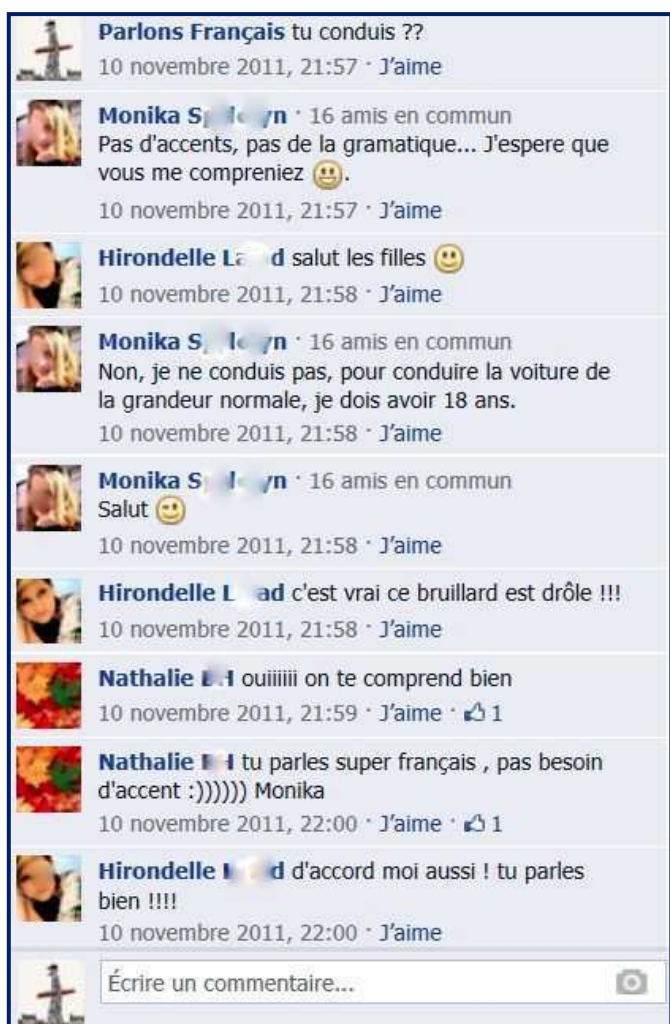 Parlons Français tu conduis ??
10 novembre 2011, 21:57 · J'aime
Monika · 16 amis en commun
Pas d'accents, pas de la gramatique... J'espere que
vous me compreniez .
10 novembre 2011, 21:57 · J'aime
Hirondelle salut les filles
10 novembre 2011, 21:58 · J'aime
Monika · 16 amis en commun
Non, je ne conduis pas, pour conduire la voiture de
la grandeur normale, je dois avoir 18 ans.
10 novembre 2011, 21:58 · J'aime
Monika · 16 amis en commun
Salut
10 novembre 2011, 21:58 · J'aime
Hirondelle c'est vrai ce bruillard est drôle !!!
10 novembre 2011, 21:58 · J'aime
Nathalie ouiiiiii on te comprend bien
10 novembre 2011, 21:59 · J'aime · 1
Nathalie tu parles super français , pas besoin
d'accent :)))))) Monika
10 novembre 2011, 22:00 · J'aime · 1
Hirondelle d'accord moi aussi ! tu parles
bien !!!!
10 novembre 2011, 22:00 · J'aime
Écrire un commentaire...